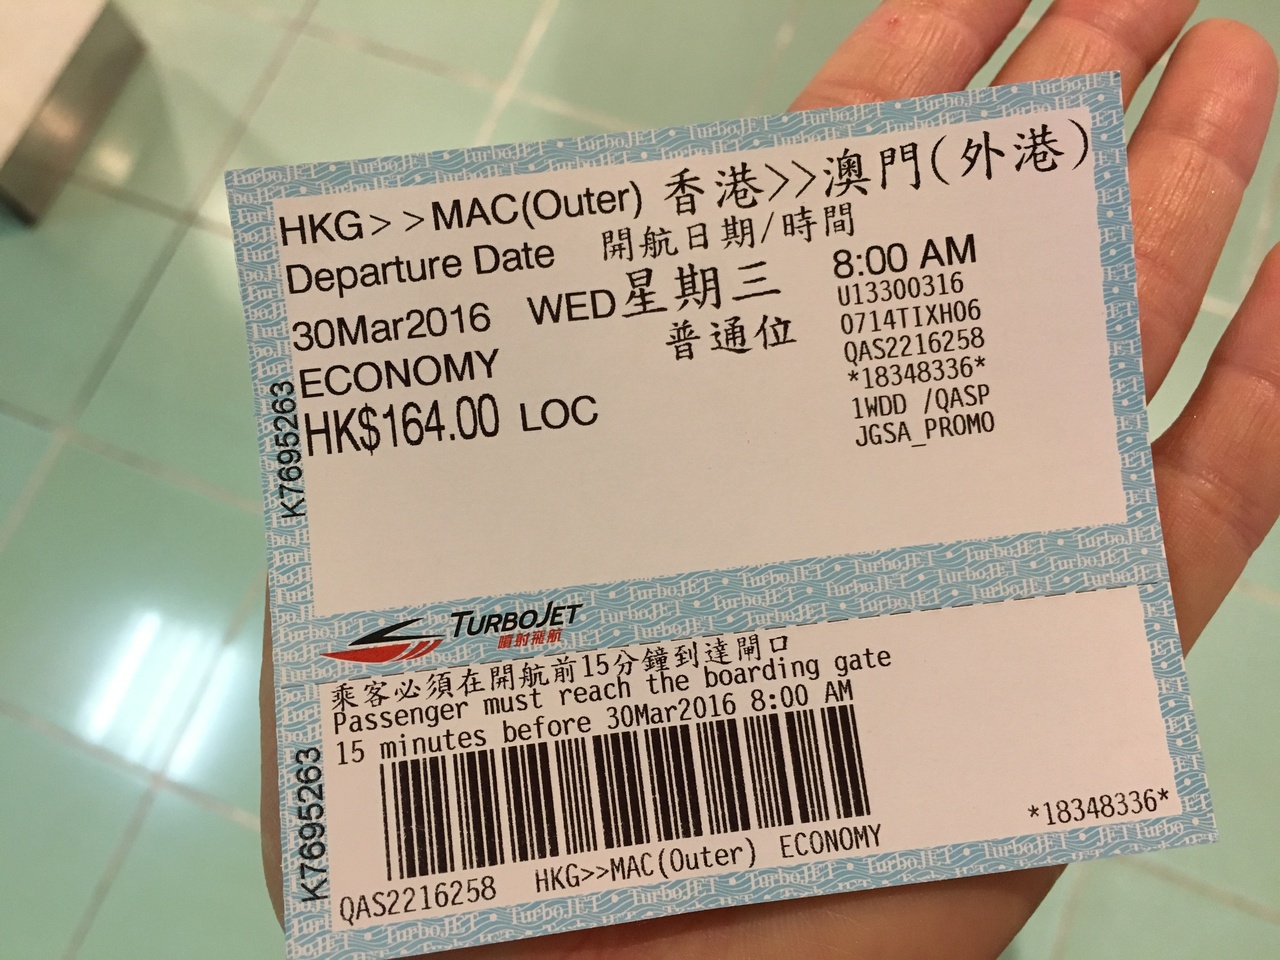 HKG>>MAC(Outer) 香港>>澳門(外港)
Departure Date 開航日期/時間
30Mar2016 WED星期三 8:00 AM
U13300316
ECONOMY 普通位 0714TIXH06
QAS2216258
HK$164.00 LOC *18348336*
1WDD /QASP
JGSA_PROMO
K7695263
TURBOJET
噴射飛航
乘客必須在開航前15分鐘到達閘口
Passenger must reach the boarding gate
15 minutes before 30Mar2016 8:00 AM
K7695263
*18348336*
QAS2216258 HKG>>MAC(Outer) ECONOMY